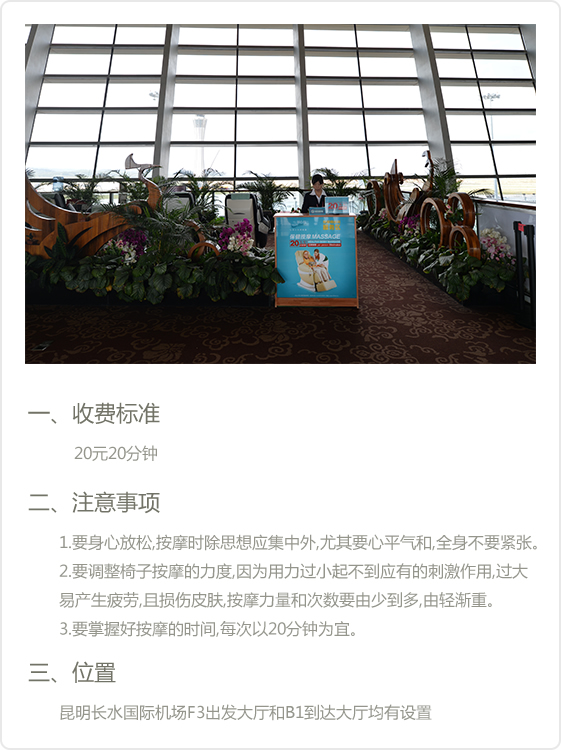 MASSAGE
20
一、收费标准
20元20分钟
二、注意事项
1.要身心放松,按摩时除思想应集中外,尤其要心平气和,全身不要紧张。
2.要调整椅子按摩的力度,因为用力过小起不到应有的刺激作用,过大
易产生疲劳,且损伤皮肤,按摩力量和次数要由少到多,由轻渐重。
3.要掌握好按摩的时间,每次以20分钟为宜。
三、位置
昆明长水国际机场F3出发大厅和B1到达大厅均有设置